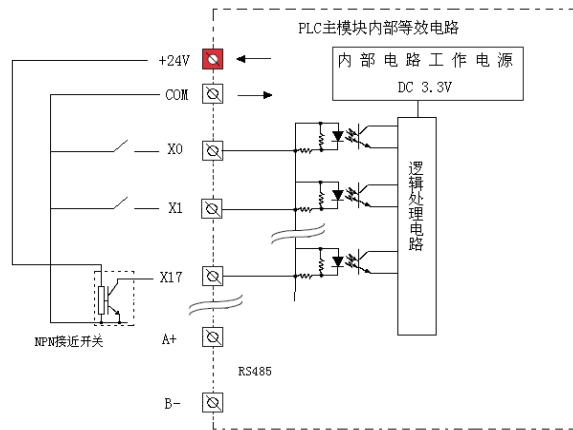 PLC主模块内部等效电路
+24V
内部电路工作电源
DC 3.3V
COM
X0
逻辑处理电路
X1
X17
NPN接近开关
A+
RS485
B-